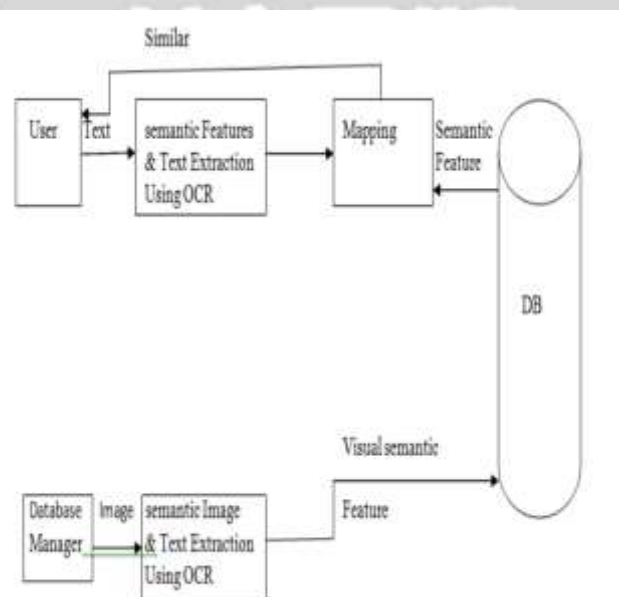 Similar
User
Text
semantic Features
& Text Extraction
Using OCR
Mapping
Semantic
Feature
DB
Visual semantic
Feature
Database
Manager
Image
semantic Image
& Text Extraction
Using OCR